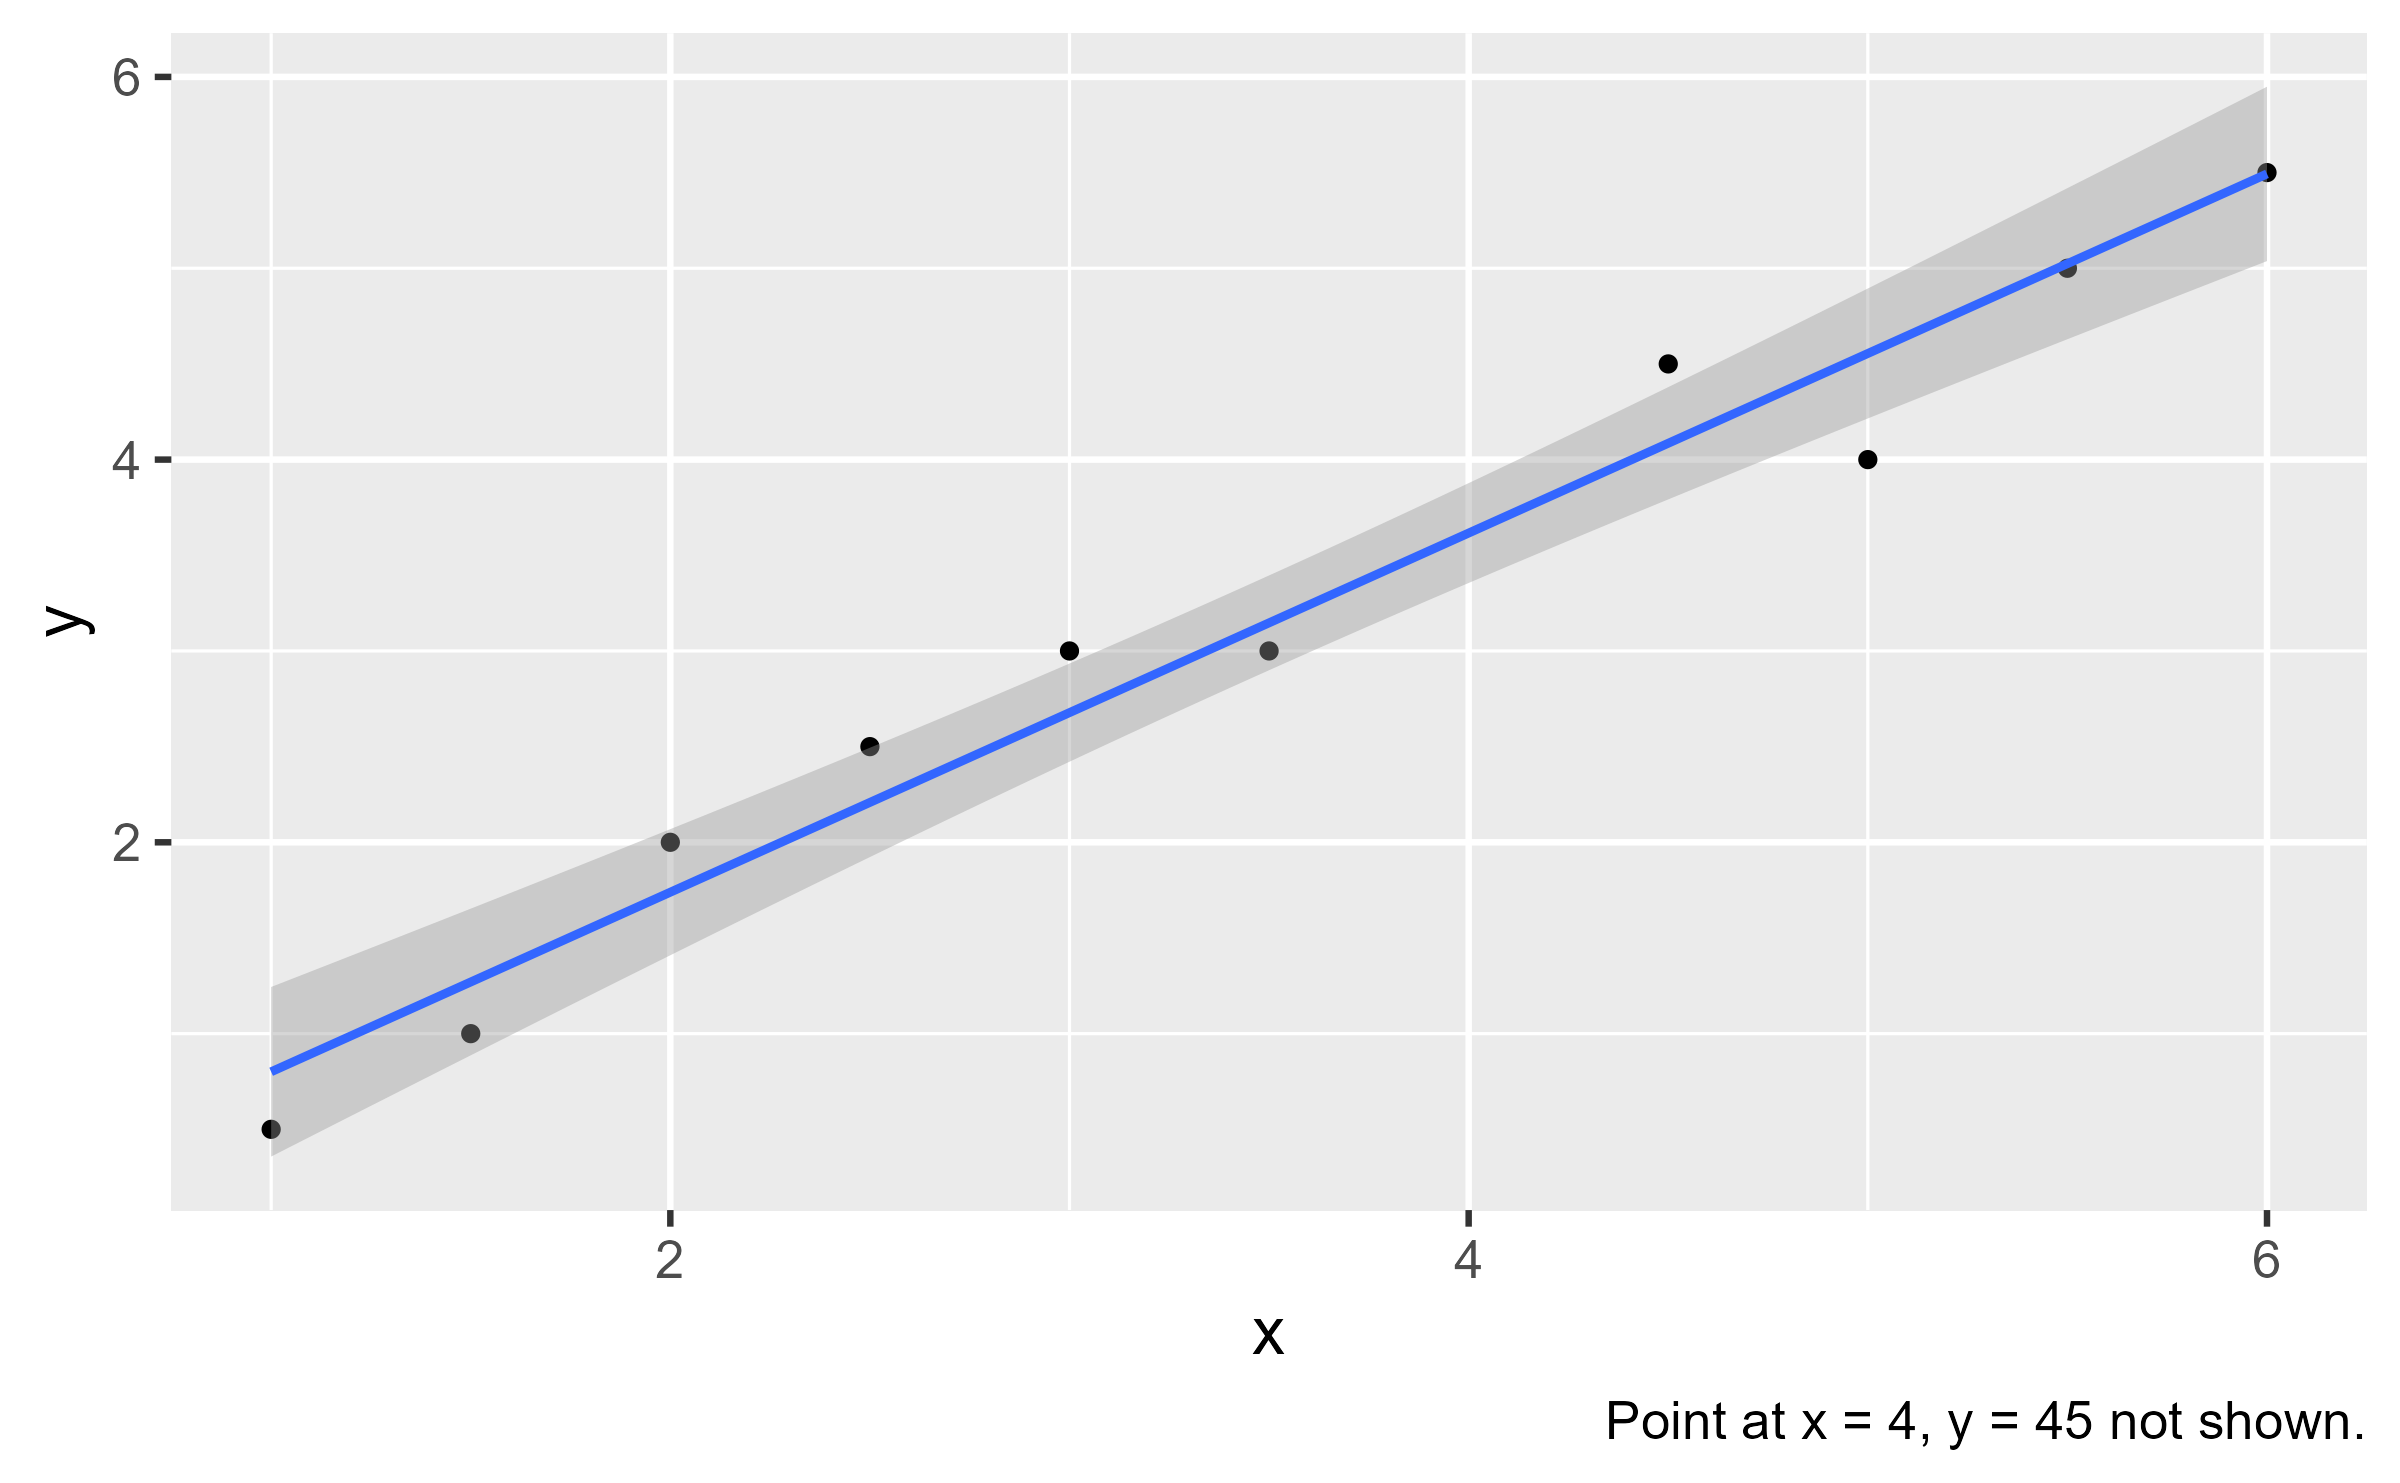 6
4
2
y
2 4 6
x
Point at x = 4, y = 45 not shown.